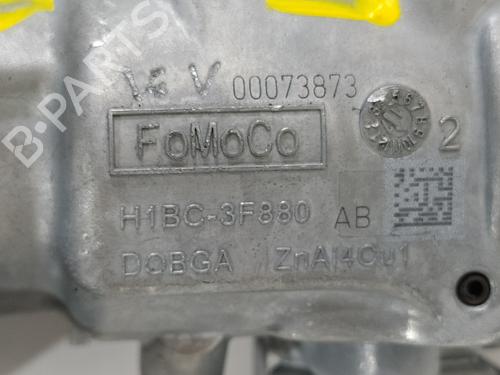 B-PARTS
14 V 00073873
FoMoCo
2
H1BC-3F880 AB
DOBGA ZnAl4Cu1